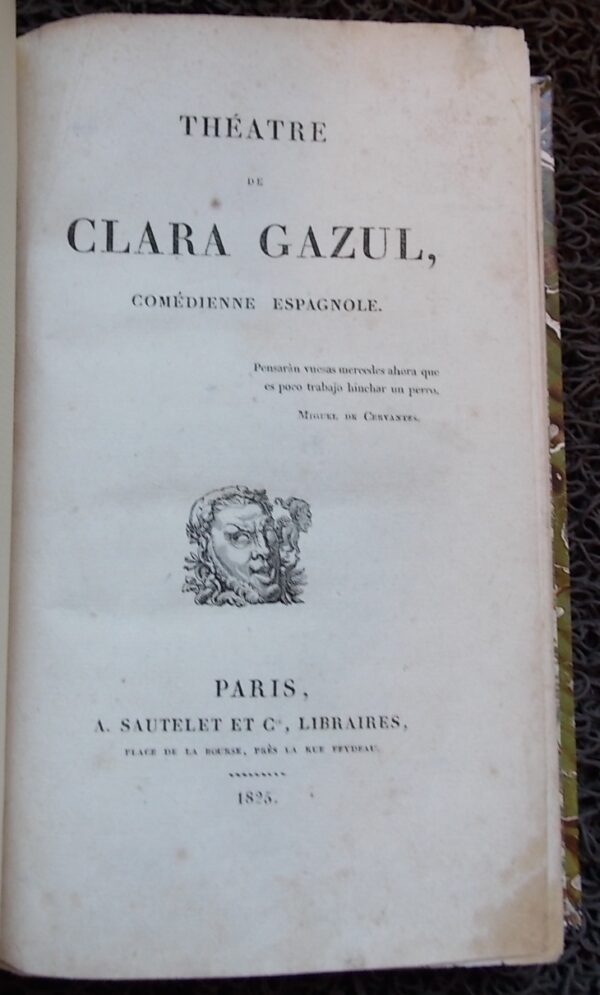 THÉATRE
DE
CLARA GAZUL,
COMÉDIENNE ESPAGNOLE.
Pensarán vuesas mercedes ahora que
es poco trabajo hinchar un perro.
MIGUEL DE CERVANTES.
PARIS,
A. SAUTELET ET Cie, LIBRAIRES,
PLACE DE LA BOURSE, PRÈS LA RUE FEYDEAU.
1825.